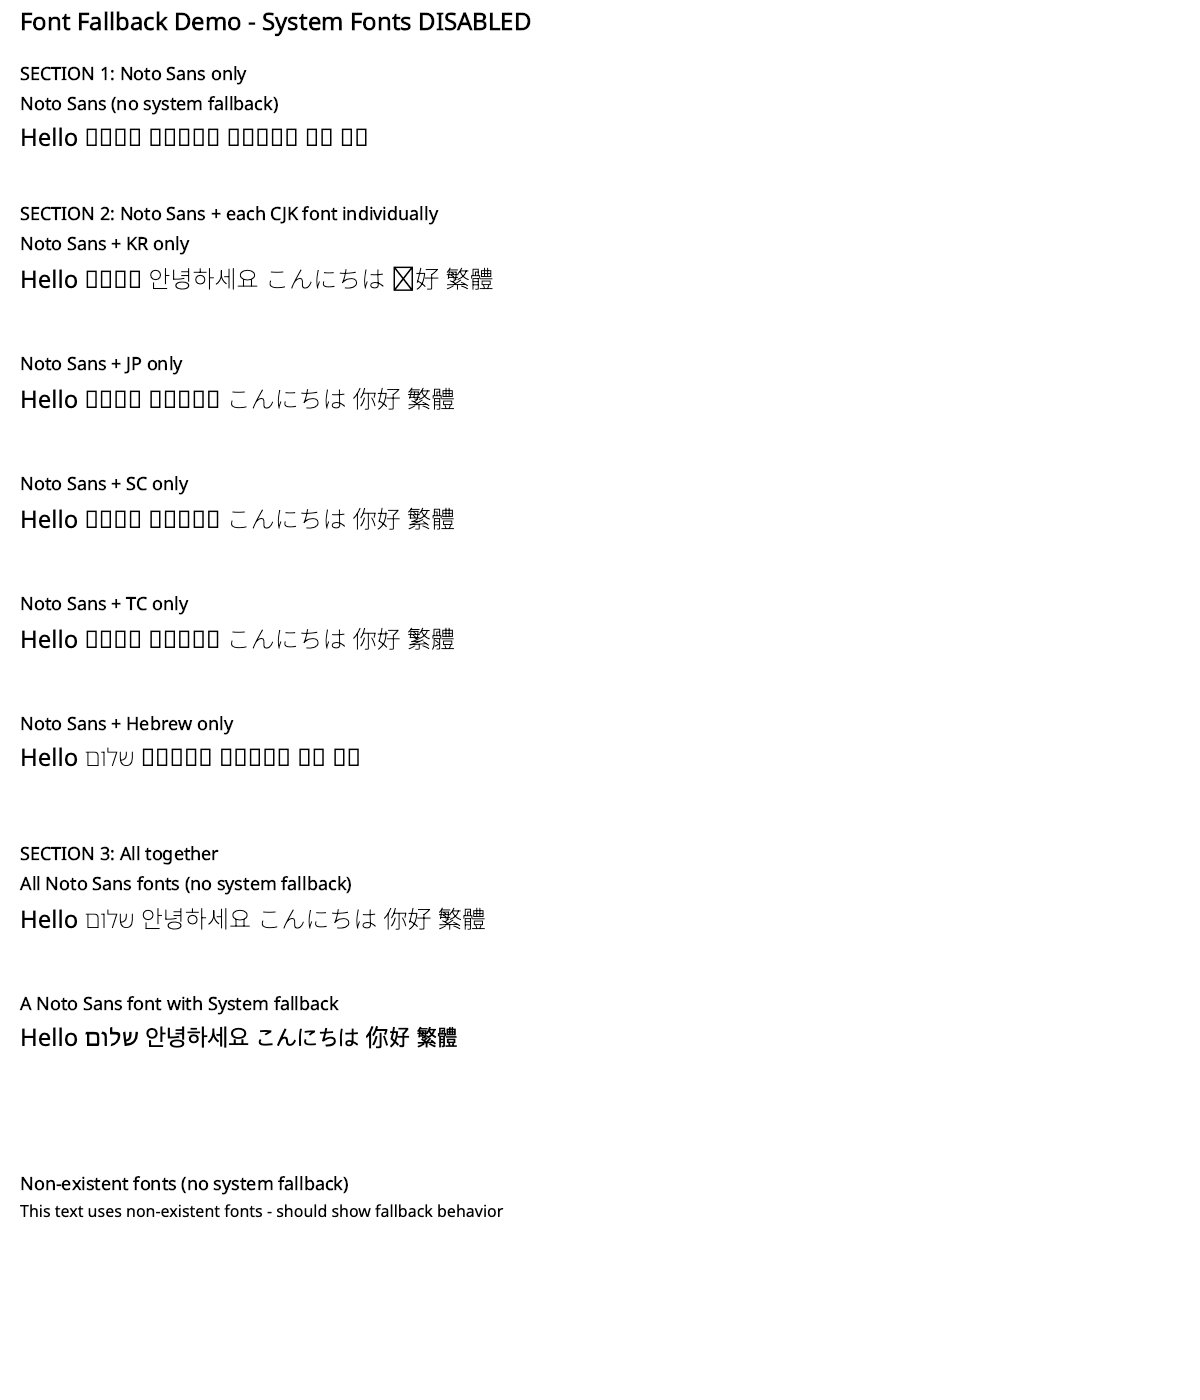 Font Fallback Demo - System Fonts DISABLED
SECTION 1: Noto Sans only
Noto Sans (no system fallback)
Hello
SECTION 2: Noto Sans + each CJK font individually
Noto Sans + KR only
Hello 안녕하세요 こんにちは 好 繁體
Noto Sans + JP only
Hello こんにちは 你好 繁體
Noto Sans + SC only
Hello こんにちは 你好 繁體
Noto Sans + TC only
Hello こんにちは 你好 繁體
Noto Sans + Hebrew only
Hello שלום
SECTION 3: All together
All Noto Sans fonts (no system fallback)
Hello שלום 안녕하세요 こんにちは 你好 繁體
A Noto Sans font with System fallback
Hello שלום 안녕하세요 こんにちは 你好 繁體
Non-existent fonts (no system fallback)
This text uses non-existent fonts - should show fallback behavior